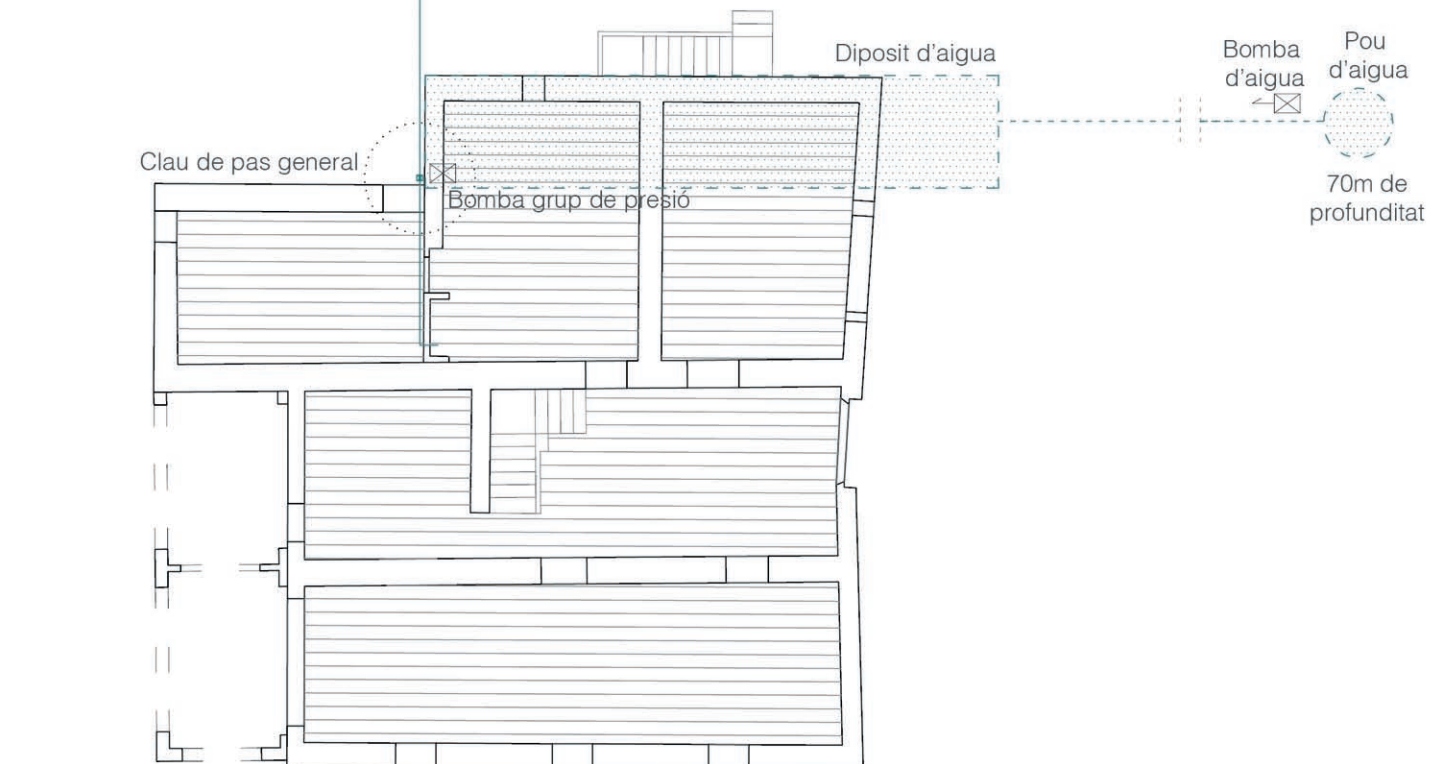 Diposit d'aigua
Bomba
d'aigua
Pou
d'aigua
Clau de pas general
Bomba grup de presió
70m de
profunditat